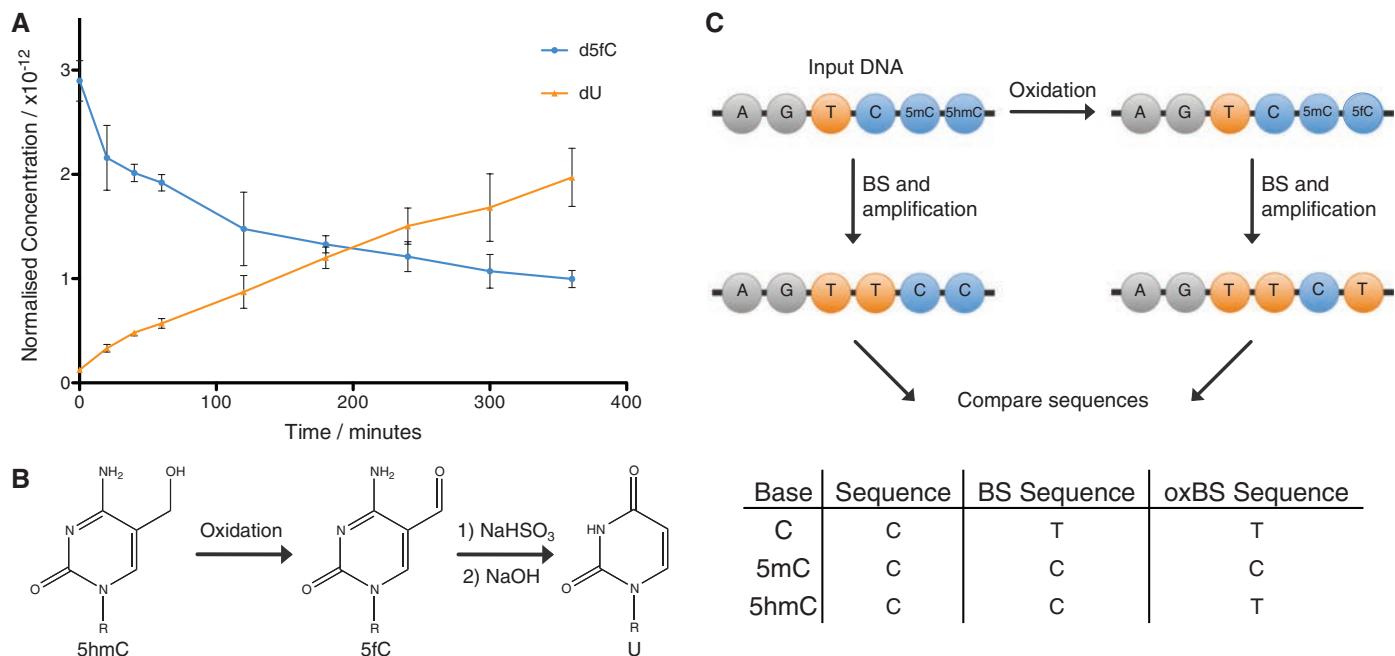 A
Normalised Concentration / x10⁻¹²
3
2
1
0
0
100
200
300
400
Time / minutes
d5fC
dU
B
NH₂
OH
N
O
N
R
5hmC
Oxidation
NH₂
O
N
O
N
R
5fC
1) NaHSO₃
2) NaOH
O
HN
O
N
R
U
C
Input DNA
A G T C 5mC 5hmC
Oxidation
A G T C 5mC 5fC
BS and
amplification
BS and
amplification
A G T T C C
A G T T C T
Compare sequences
Base Sequence BS Sequence oxBS Sequence
C C T T
5mC C C C
5hmC C C T